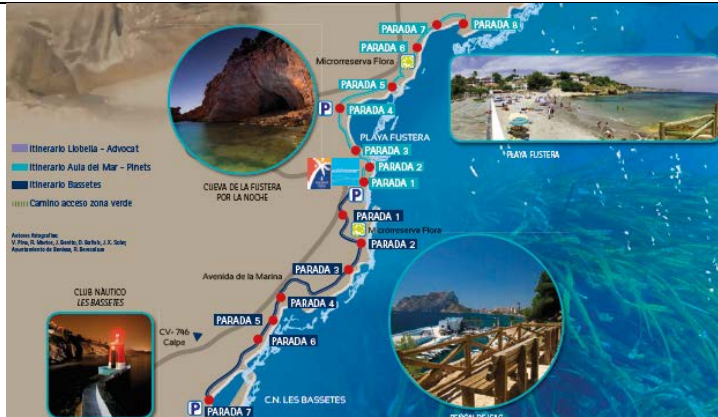 PARADA 7
PARADA 8
PARADA 6
Microrreserva Flora
PARADA 5
P
PARADA 4
PLAYA FUSTERA
PARADA 3
PARADA 2
PARADA 1
P
PLAYA FUSTERA
CUEVA DE LA FUSTERA
POR LA NOCHE
Itinerario Llobella - Advocat
Itinerario Aula del Mar - Pinets
Itinerario Bassetes
Camino acceso zona verde
PARADA 1
Microrreserva Flora
PARADA 2
Avenida de la Marina
PARADA 3
PARADA 4
PARADA 5
PARADA 6
CV- 746
Calpe
CLUB NÀUTICO
LES BASSETES
C.N. LES BASSETES
P
PARADA 7